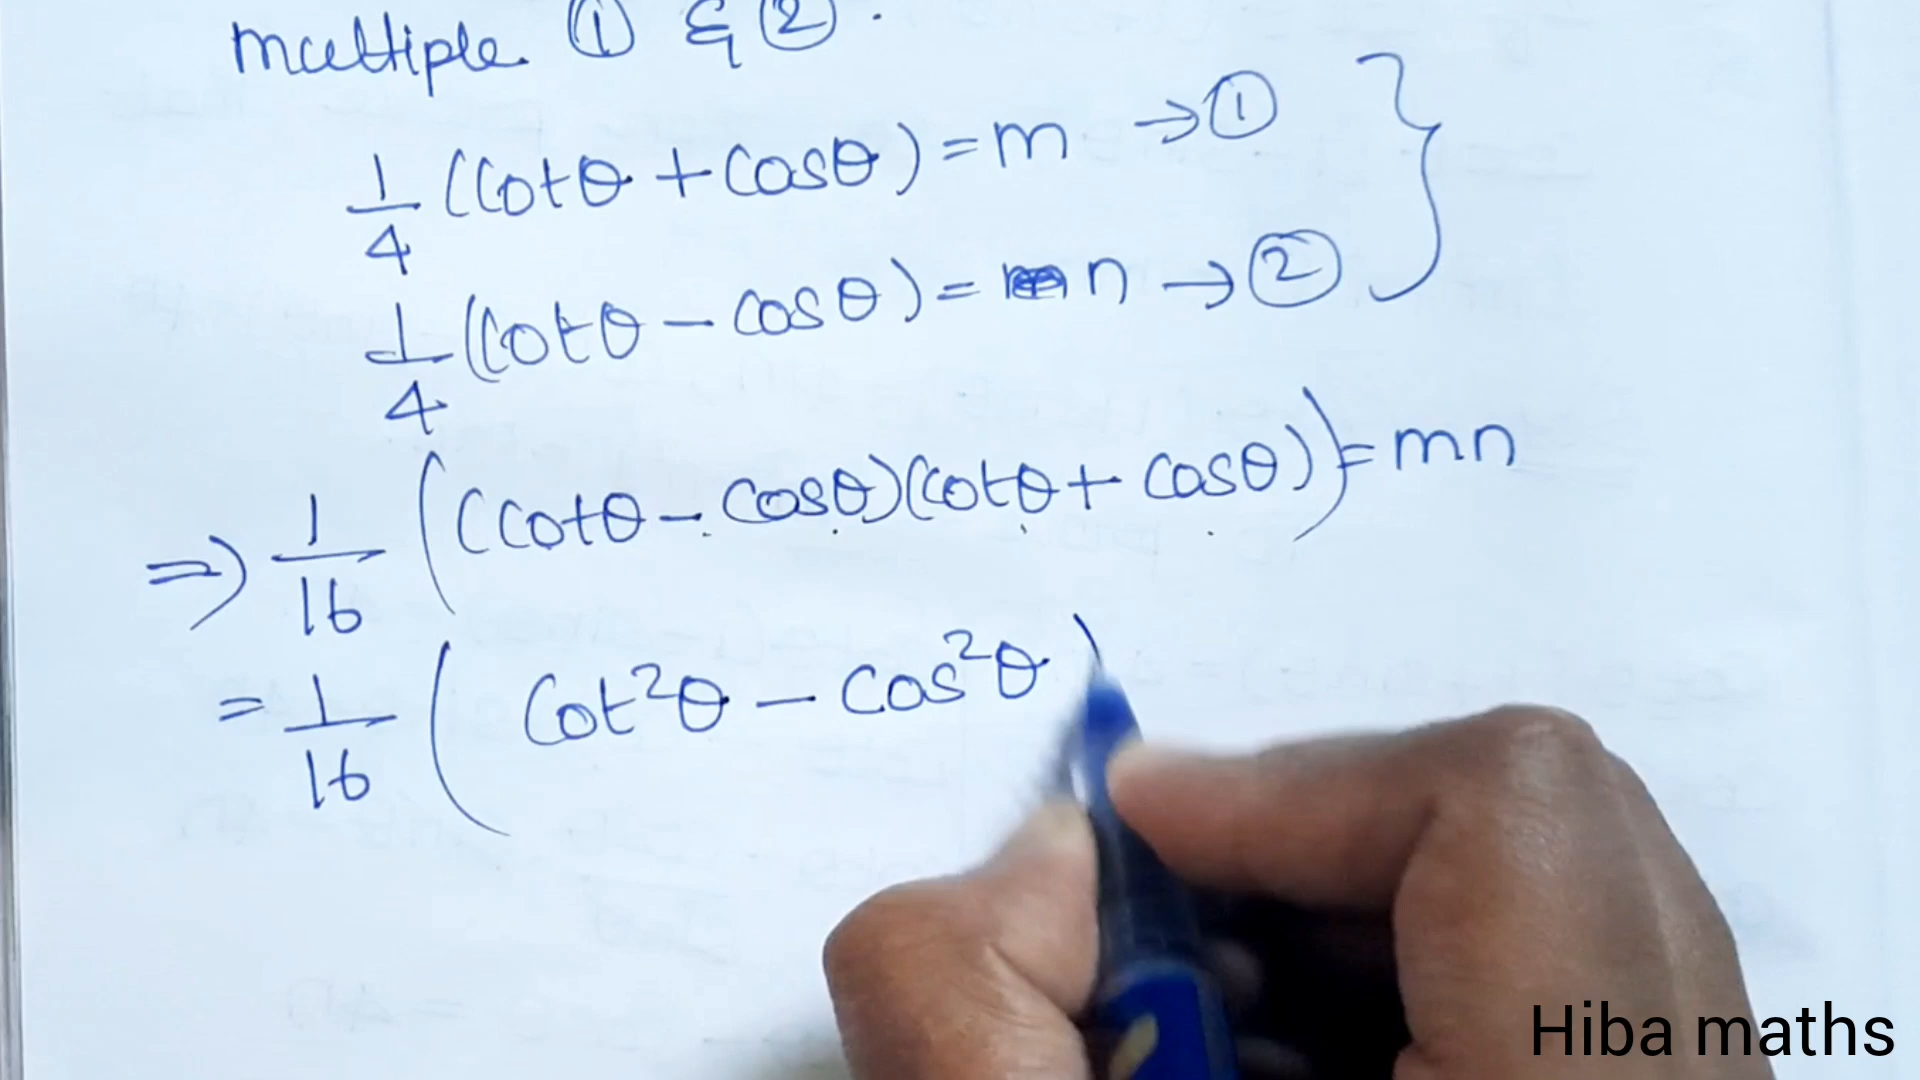 multiple ① & ② .
1/4 (cotθ + cosθ) = m → ①
1/4 (cotθ - cosθ) = n → ②
⇒ 1/16 ((cotθ - cosθ)(cotθ + cosθ)) = mn
= 1/16 ( cot²θ - cos²θ )
Hiba maths